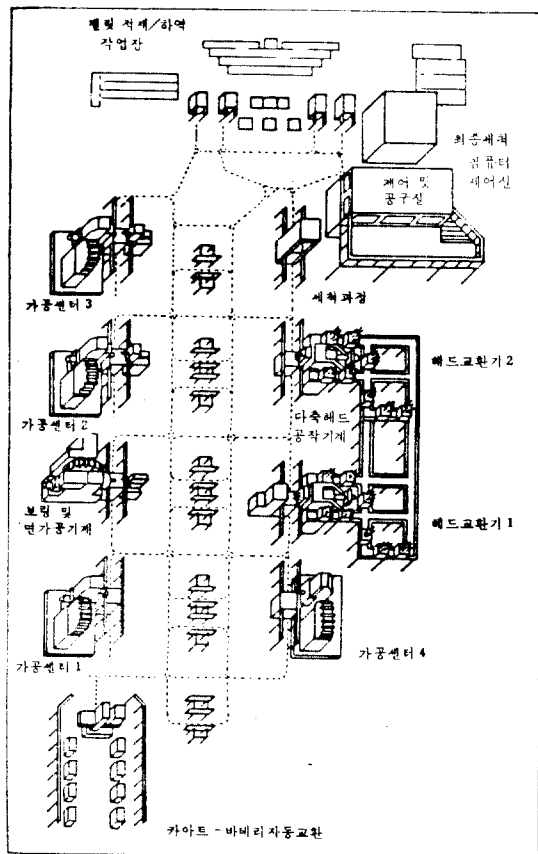 펠릿 적재/하역
작업장
최종세척
컴퓨터
제어실
제어 및
공구실
세척과정
가공센터 3
가공센터 2
다축헤드
공작기계
헤드교환기 2
보링 및
면가공기계
헤드교환기 1
가공센터 1
가공센터 4
카아트 - 바테리자동교환